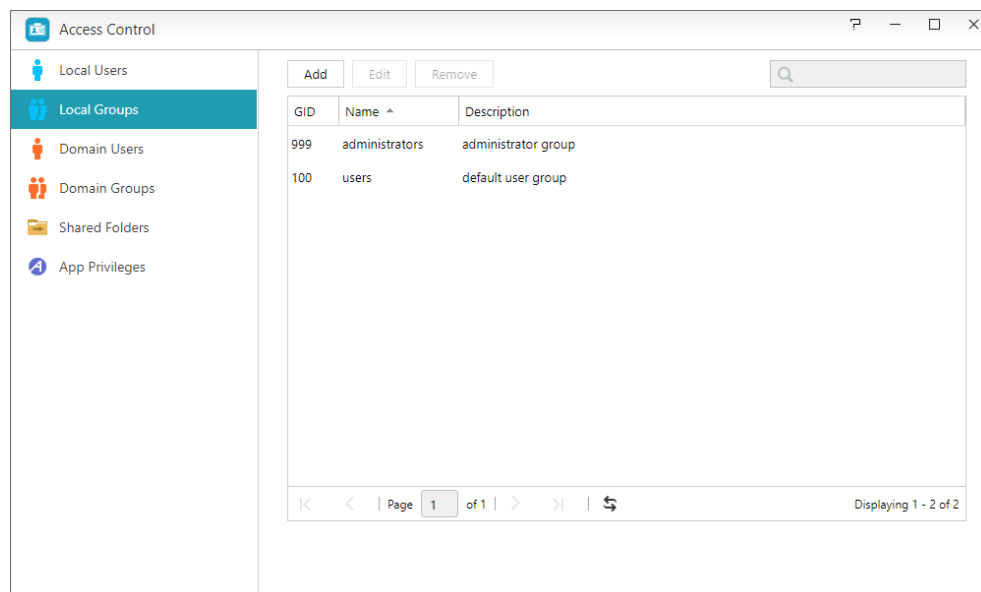 Access Control
Local Users
Local Groups
Domain Users
Domain Groups
Shared Folders
App Privileges
Add Edit Remove
GID Name Description
999 administrators administrator group
100 users default user group
Page 1 of 1 Displaying 1 - 2 of 2